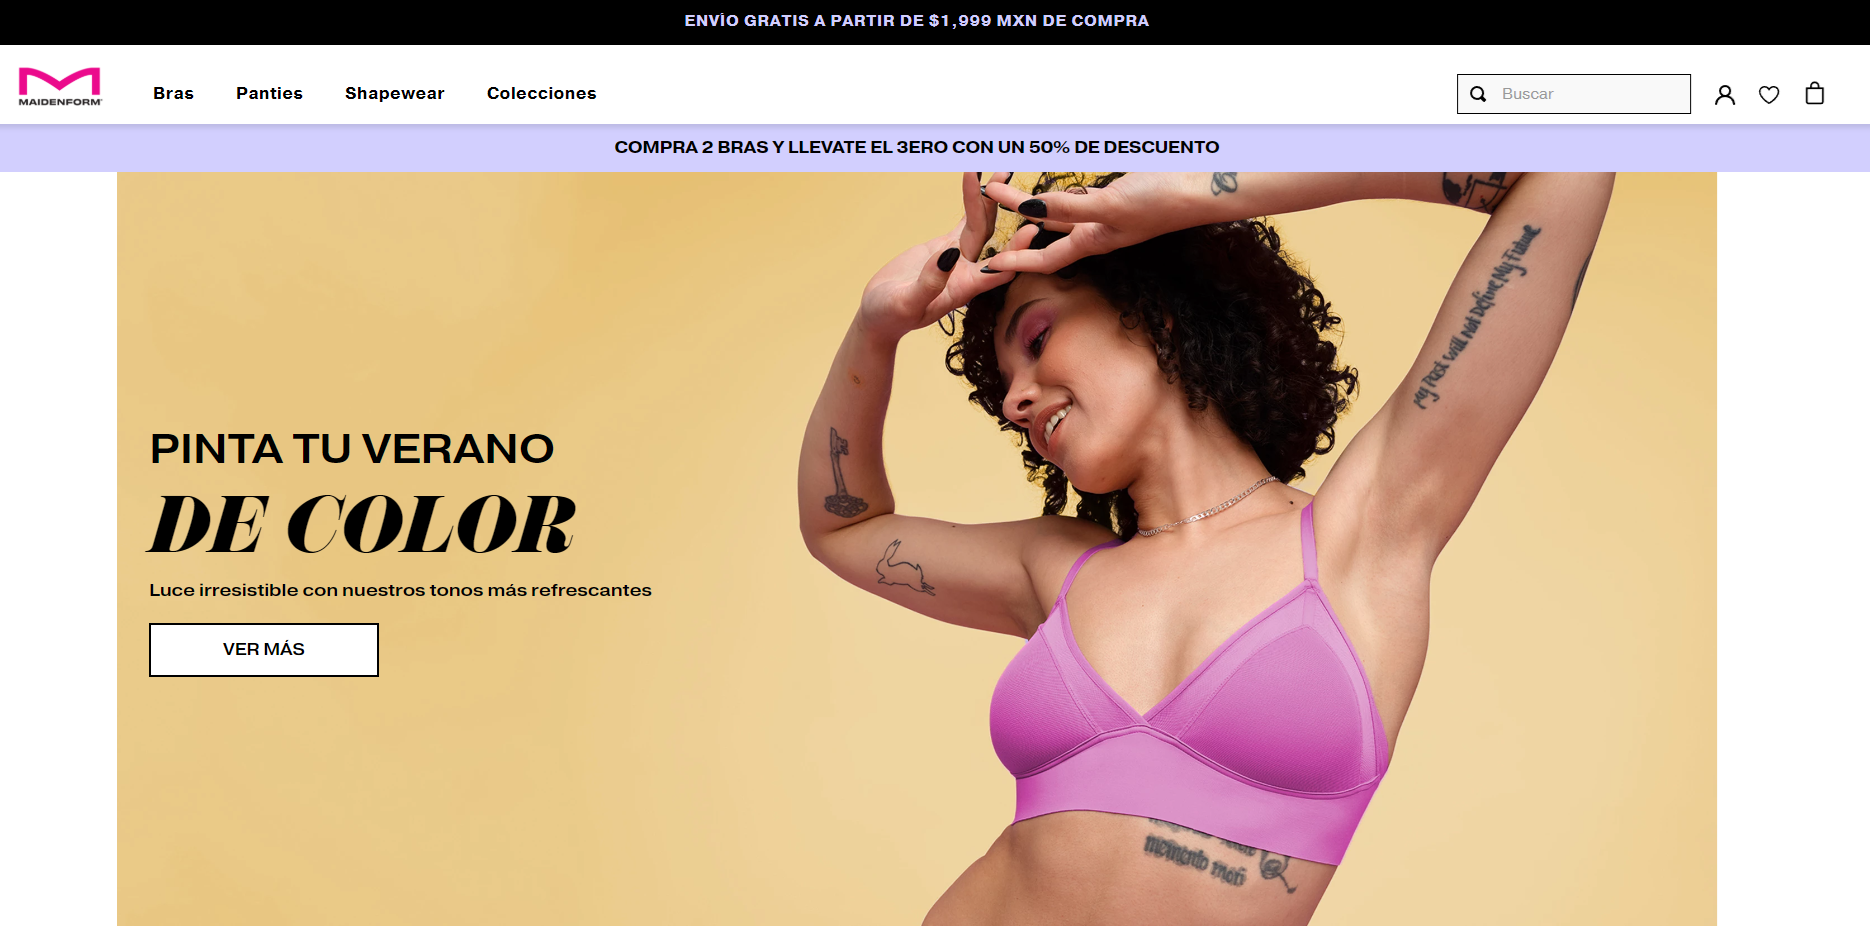 ENVÍO GRATIS A PARTIR DE $1,999 MXN DE COMPRA
MAIDENFORM
Bras
Panties
Shapewear
Colecciones
Buscar
COMPRA 2 BRAS Y LLEVATE EL 3ERO CON UN 50% DE DESCUENTO
PINTA TU VERANO
DE COLOR
Luce irresistible con nuestros tonos más refrescantes
VER MÁS
My Past will Not Define My Future
memento mori